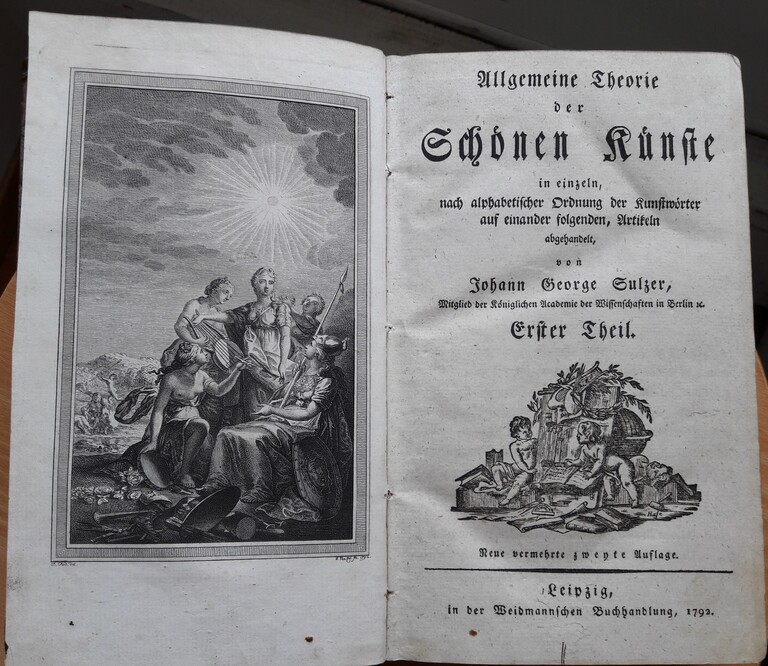 Allgemeine Theorie
der
Schönen Künste
in einzeln,
nach alphabetischer Ordnung der Kunstwörter
auf einander folgenden, Artikeln
abgehandelt,
von
Johann George Sulzer,
Mitglied der Königlichen Academie der Wissenschaften in Berlin ꝛc.
Erster Theil.
Neue vermehrte zweyte Auflage.
Leipzig,
in der Weidmannschen Buchhandlung, 1792.